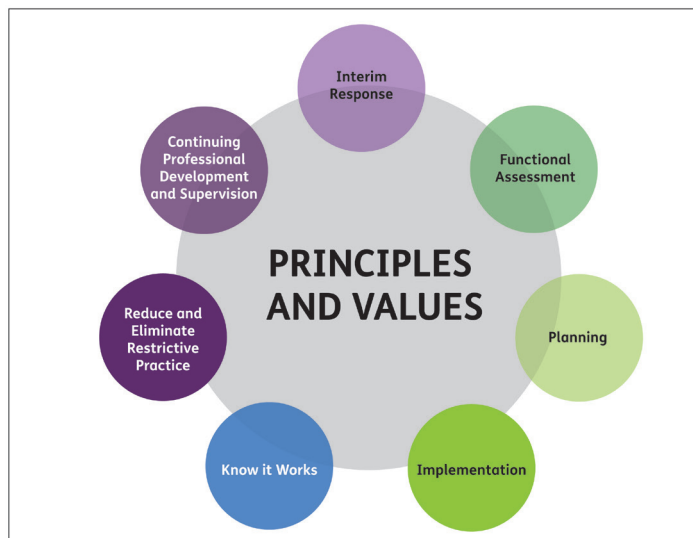 Interim
Response
Functional
Assessment
Planning
Implementation
Know it Works
Reduce and
Eliminate
Restrictive
Practice
Continuing
Professional
Development
and Supervision
PRINCIPLES
AND VALUES